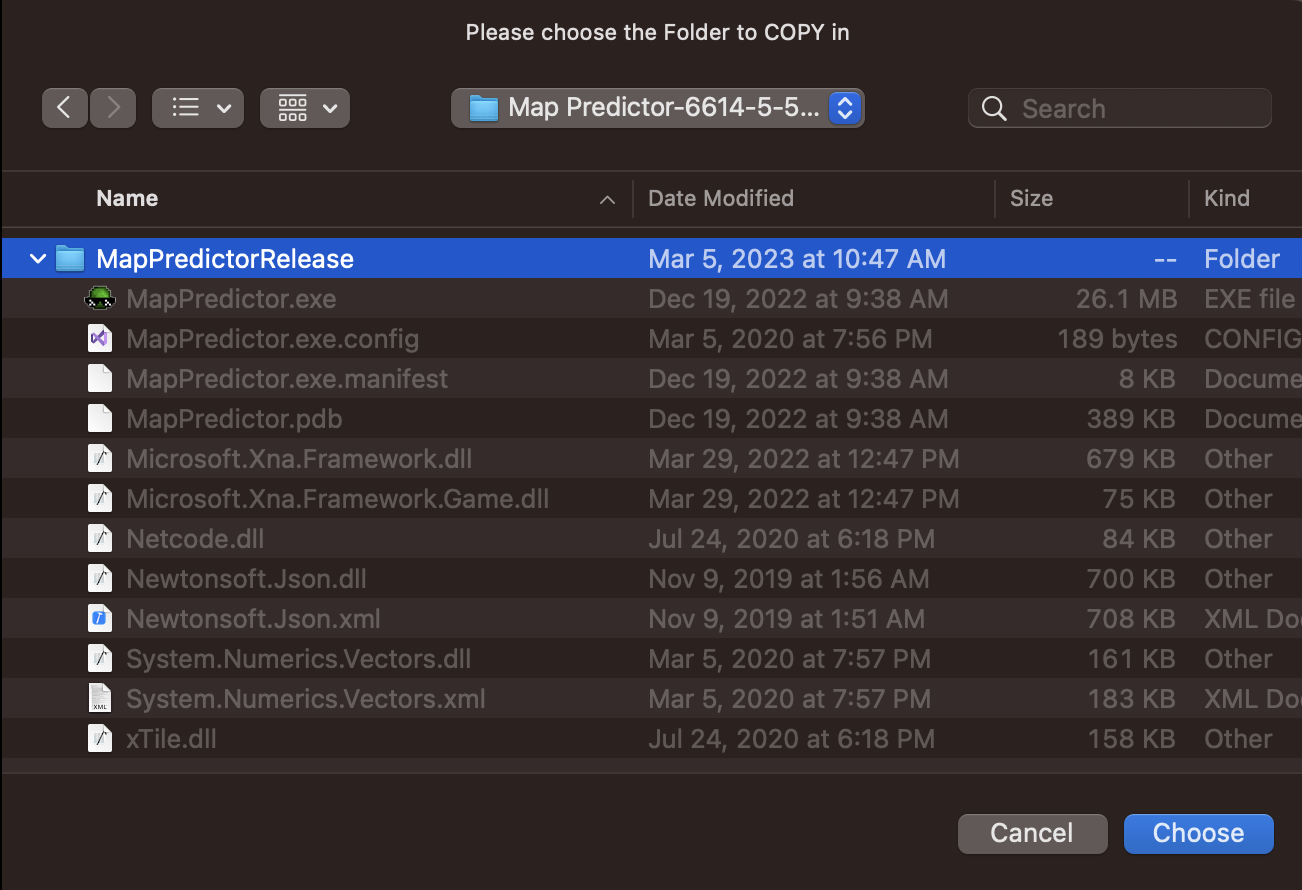 Please choose the Folder to COPY in
Map Predictor-6614-5-5... Search
Name Date Modified Size Kind
MapPredictorRelease Mar 5, 2023 at 10:47 AM -- Folder
MapPredictor.exe Dec 19, 2022 at 9:38 AM 26.1 MB EXE file
MapPredictor.exe.config Mar 5, 2020 at 7:56 PM 189 bytes CONFIG
MapPredictor.exe.manifest Dec 19, 2022 at 9:38 AM 8 KB Docume
MapPredictor.pdb Dec 19, 2022 at 9:38 AM 389 KB Docume
Microsoft.Xna.Framework.dll Mar 29, 2022 at 12:47 PM 679 KB Other
Microsoft.Xna.Framework.Game.dll Mar 29, 2022 at 12:47 PM 75 KB Other
Netcode.dll Jul 24, 2020 at 6:18 PM 84 KB Other
Newtonsoft.Json.dll Nov 9, 2019 at 1:56 AM 700 KB Other
Newtonsoft.Json.xml Nov 9, 2019 at 1:51 AM 708 KB XML Do
System.Numerics.Vectors.dll Mar 5, 2020 at 7:57 PM 161 KB Other
System.Numerics.Vectors.xml Mar 5, 2020 at 7:57 PM 183 KB XML Do
xTile.dll Jul 24, 2020 at 6:18 PM 158 KB Other
Cancel Choose